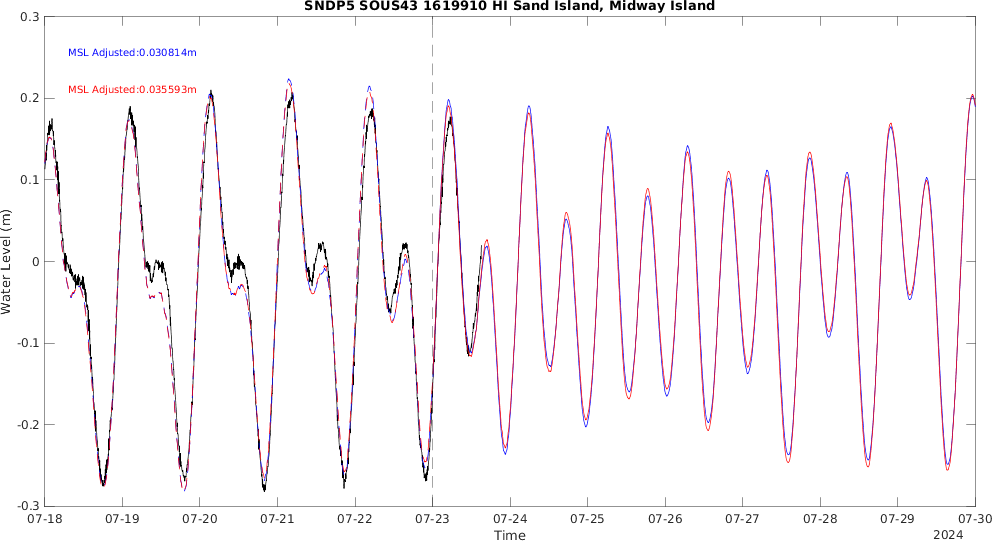 SNDP5 SOUS43 1619910 HI Sand Island, Midway Island
0.3
MSL Adjusted:0.030814m
MSL Adjusted:0.035593m
0.2
0.1
0
-0.1
-0.2
-0.3
Water Level (m)
07-18 07-19 07-20 07-21 07-22 07-23 07-24 07-25 07-26 07-27 07-28 07-29 07-30
Time
2024